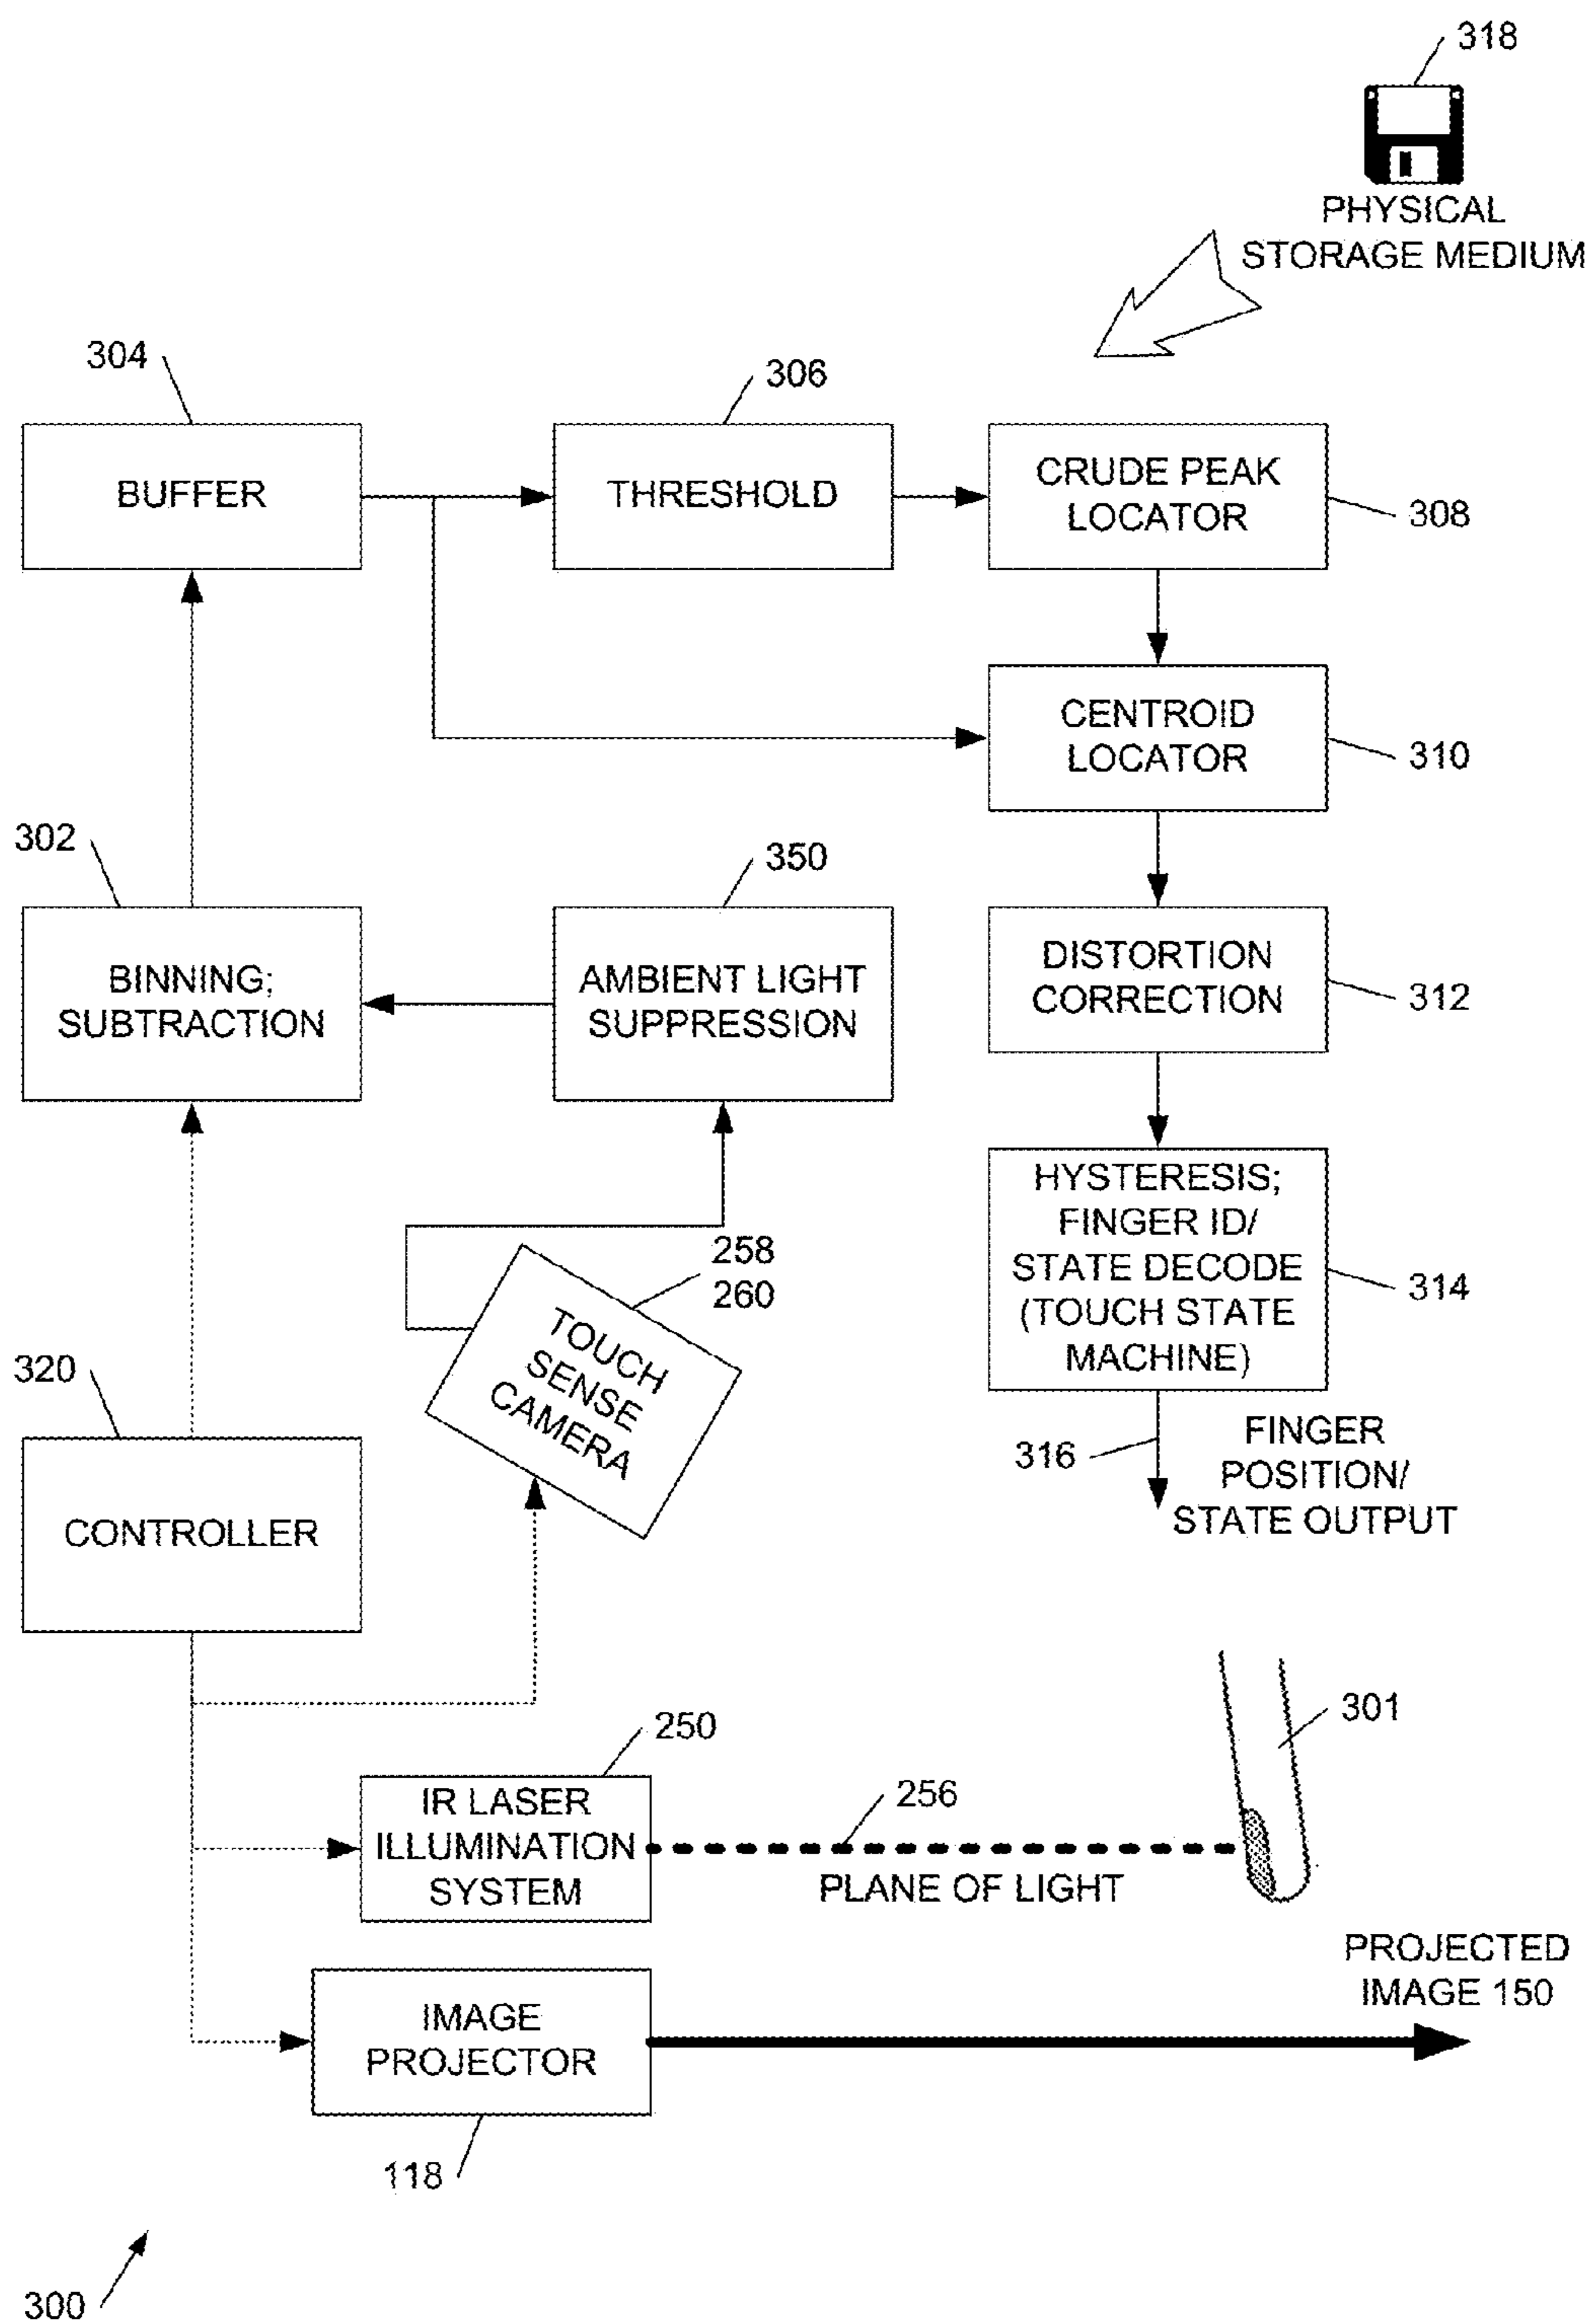 318
PHYSICAL
STORAGE MEDIUM
304
306
BUFFER
THRESHOLD
CRUDE PEAK
LOCATOR
308
CENTROID
LOCATOR
310
302
350
BINNING;
SUBTRACTION
AMBIENT LIGHT
SUPPRESSION
DISTORTION
CORRECTION
312
HYSTERESIS;
FINGER ID/
STATE DECODE
(TOUCH STATE
MACHINE)
314
258
260
TOUCH
SENSE
CAMERA
320
CONTROLLER
316
FINGER
POSITION/
STATE OUTPUT
250
IR LASER
ILLUMINATION
SYSTEM
256
PLANE OF LIGHT
301
PROJECTED
IMAGE 150
IMAGE
PROJECTOR
118
300